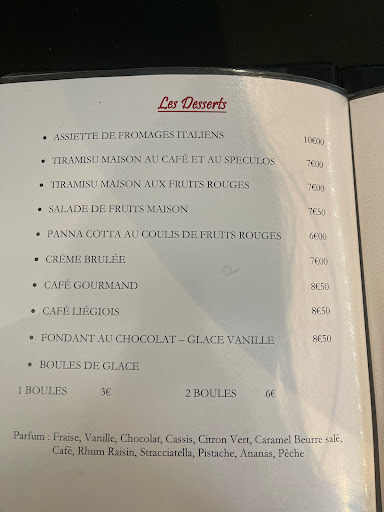 Les Desserts
• ASSIETTE DE FROMAGES ITALIENS 10€00
• TIRAMISU MAISON AU CAFÉ ET AU SPECULOS 7€00
• TIRAMISU MAISON AUX FRUITS ROUGES 7€00
• SALADE DE FRUITS MAISON 7€50
• PANNA COTTA AU COULIS DE FRUITS ROUGES 6€00
• CRÈME BRULÉE 7€00
• CAFÉ GOURMAND 8€50
• CAFÉ LIÉGIOIS 8€50
• FONDANT AU CHOCOLAT – GLACE VANILLE 8€50
• BOULES DE GLACE
1 BOULES 3€ 2 BOULES 6€
Parfum : Fraise, Vanille, Chocolat, Cassis, Citron Vert, Caramel Beurre salé,
Café, Rhum Raisin, Stracciatella, Pistache, Ananas, Pêche